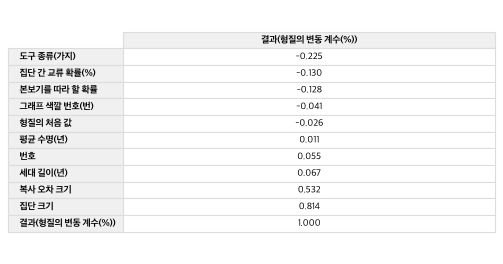 결과(형질의 변동 계수(%))
도구 종류(가지) -0.225
집단 간 교류 확률(%) -0.130
본보기를 따라 할 확률 -0.128
그래프 색깔 번호(번) -0.041
형질의 처음 값 -0.026
평균 수명(년) 0.011
번호 0.055
세대 길이(년) 0.067
복사 오차 크기 0.532
집단 크기 0.814
결과(형질의 변동 계수(%)) 1.000